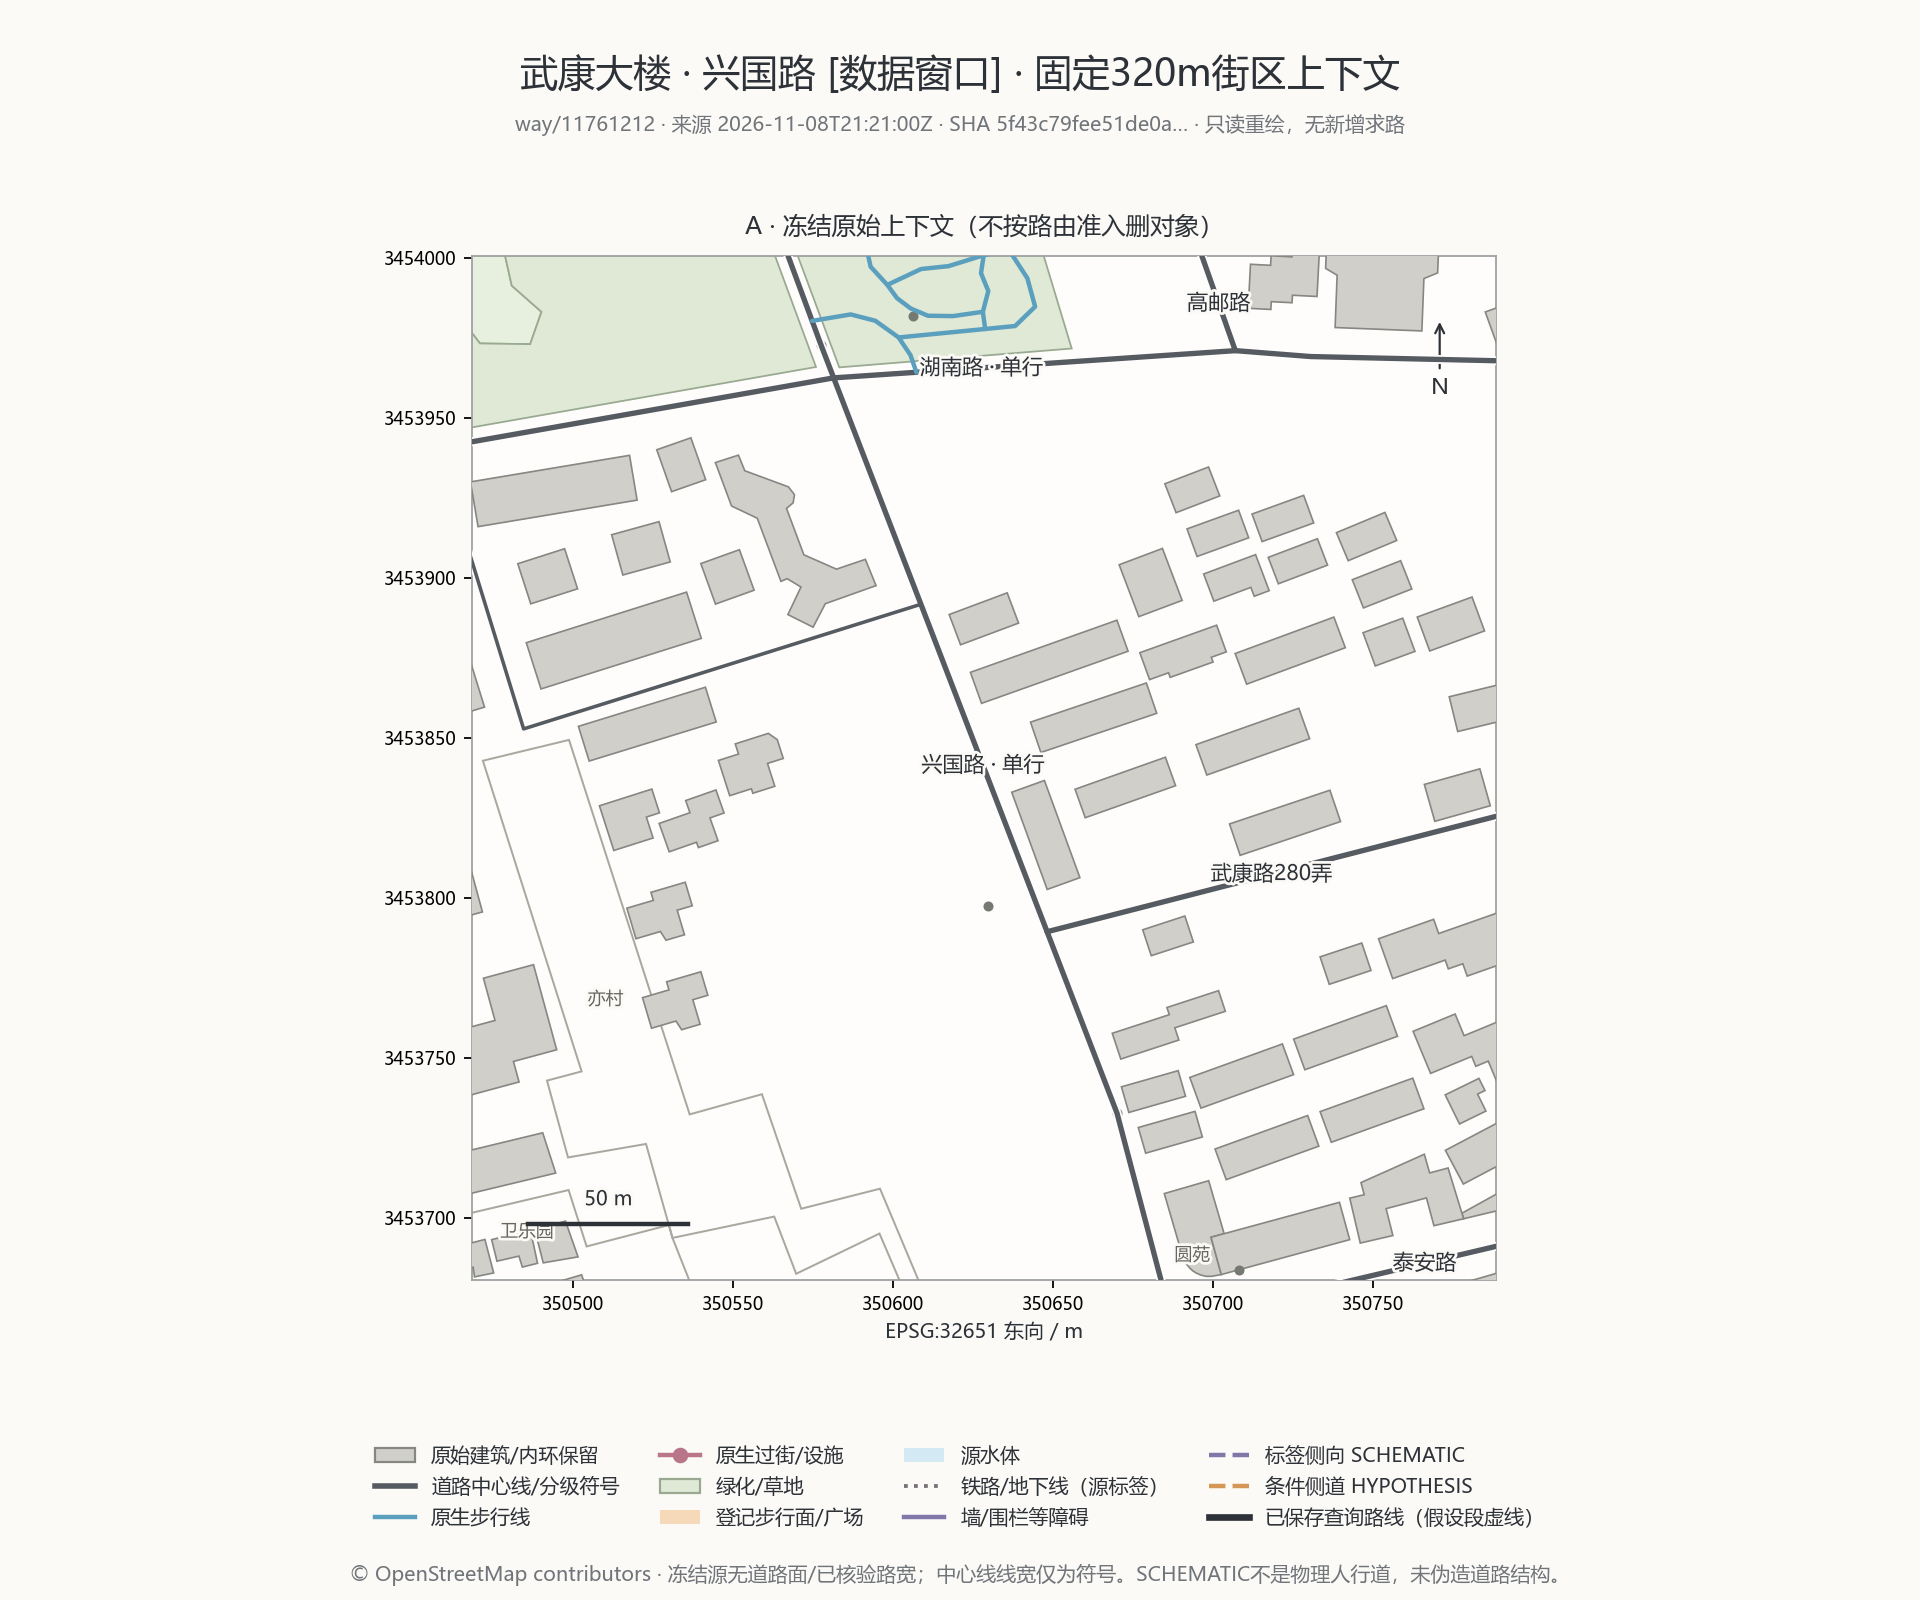 武康大楼 · 兴国路 [数据窗口] · 固定320m街区上下文
way/11761212 · 来源 2026-11-08T21:21:00Z · SHA 5f43c79fee51de0a... · 只读重绘，无新增求路
A · 冻结原始上下文（不按路由准入删对象）
3454000
高邮路
湖南路 · 单行
N
3453950
3453900
3453850
兴国路 · 单行
武康路280弄
3453800
亦村
3453750
50 m
3453700
卫乐园
圆苑
泰安路
350500 350550 350600 350650 350700 350750
EPSG:32651 东向 / m
原始建筑/内环保留 原生过街/设施 源水体 标签侧向 SCHEMATIC
道路中心线/分级符号 绿化/草地 铁路/地下线（源标签） 条件侧道 HYPOTHESIS
原生步行线 登记步行面/广场 墙/围栏等障碍 已保存查询路线（假设段虚线）
© OpenStreetMap contributors · 冻结源无道路面/已核验路宽；中心线线宽仅为符号。SCHEMATIC不是物理人行道，未伪造道路结构。